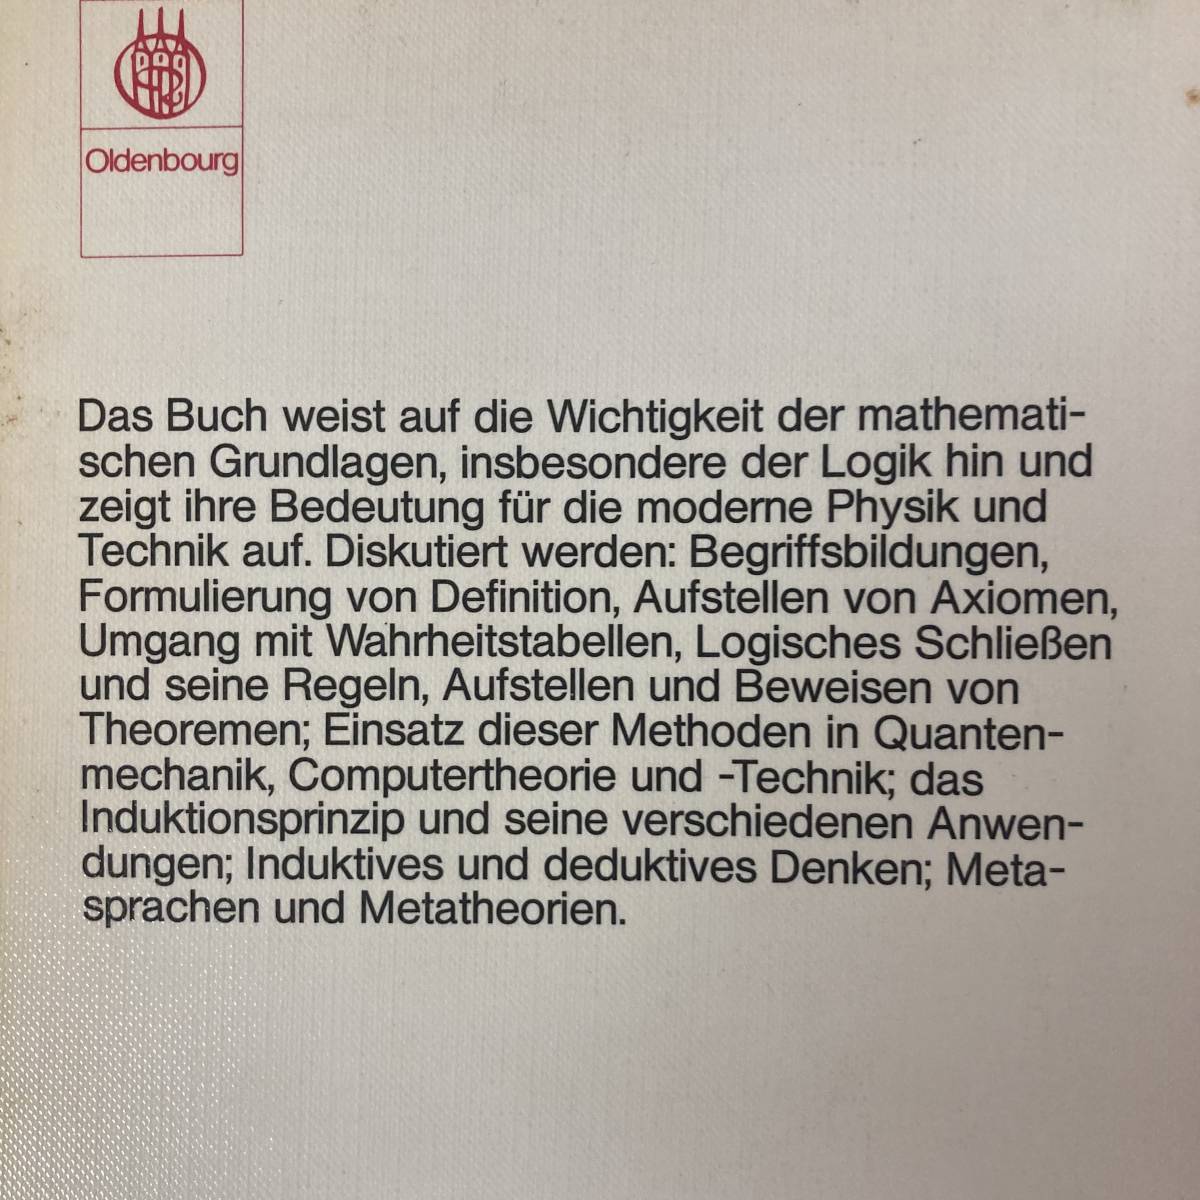 Oldenbourg
Das Buch weist auf die Wichtigkeit der mathemati-
schen Grundlagen, insbesondere der Logik hin und
zeigt ihre Bedeutung für die moderne Physik und
Technik auf. Diskutiert werden: Begriffsbildungen,
Formulierung von Definition, Aufstellen von Axiomen,
Umgang mit Wahrheitstabellen, Logisches Schließen
und seine Regeln, Aufstellen und Beweisen von
Theoremen; Einsatz dieser Methoden in Quanten-
mechanik, Computertheorie und -Technik; das
Induktionsprinzip und seine verschiedenen Anwen-
dungen; Induktives und deduktives Denken; Meta-
sprachen und Metatheorien.